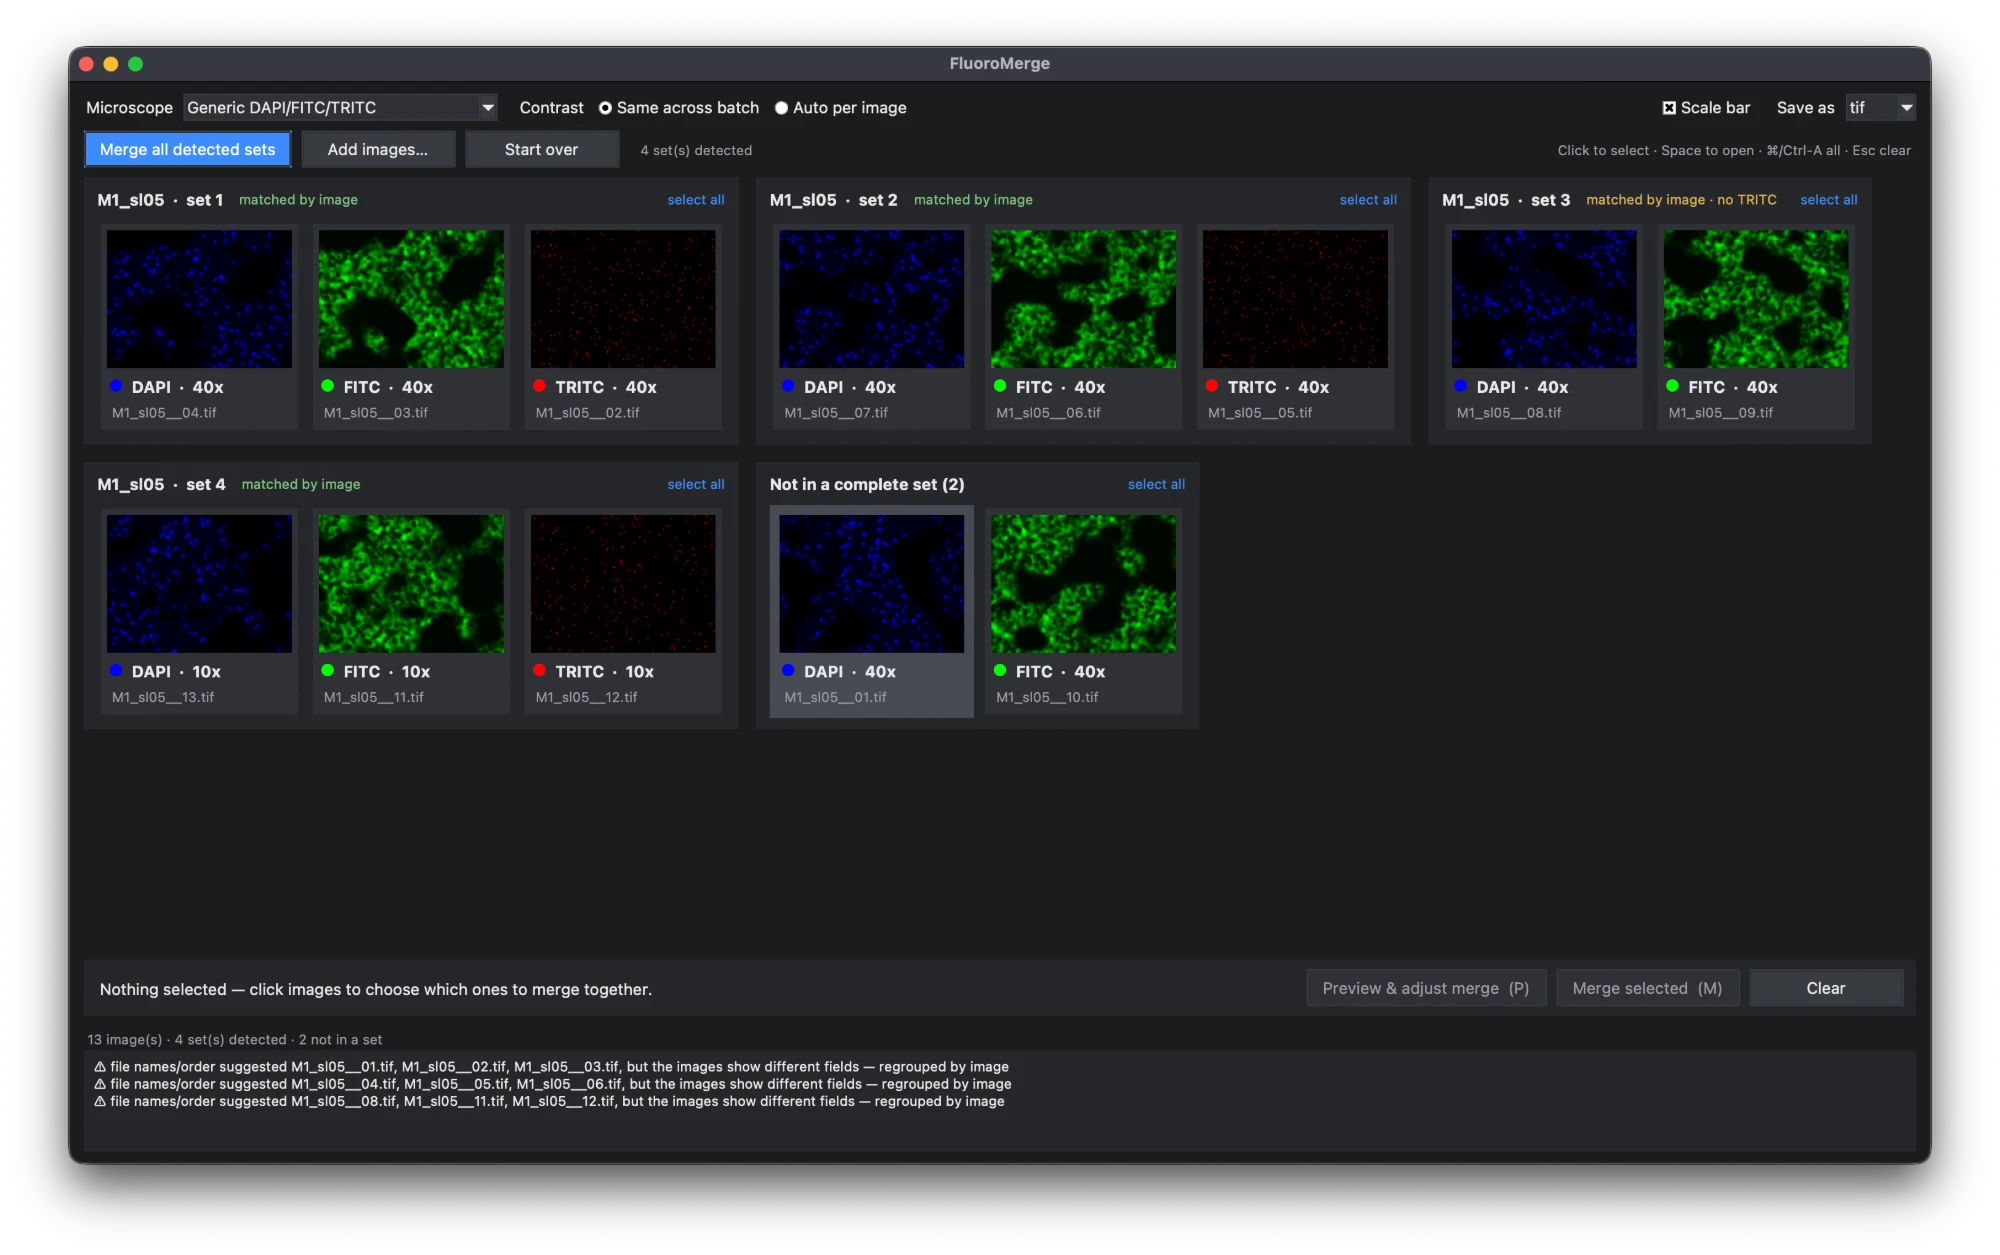 FluoroMerge
Microscope Generic DAPI/FITC/TRITC Contrast Same across batch Auto per image Scale bar Save as tif
Merge all detected sets Add images... Start over 4 set(s) detected Click to select · Space to open · ⌘/Ctrl-A all · Esc clear
M1_sl05 · set 1 matched by image select all
DAPI · 40x FITC · 40x TRITC · 40x
M1_sl05__04.tif M1_sl05__03.tif M1_sl05__02.tif
M1_sl05 · set 2 matched by image select all
DAPI · 40x FITC · 40x TRITC · 40x
M1_sl05__07.tif M1_sl05__06.tif M1_sl05__05.tif
M1_sl05 · set 3 matched by image · no TRITC select all
DAPI · 40x FITC · 40x
M1_sl05__08.tif M1_sl05__09.tif
M1_sl05 · set 4 matched by image select all
DAPI · 10x FITC · 10x TRITC · 10x
M1_sl05__13.tif M1_sl05__11.tif M1_sl05__12.tif
Not in a complete set (2) select all
DAPI · 40x FITC · 40x
M1_sl05__01.tif M1_sl05__10.tif
Nothing selected — click images to choose which ones to merge together. Preview & adjust merge (P) Merge selected (M) Clear
13 image(s) · 4 set(s) detected · 2 not in a set
⚠ file names/order suggested M1_sl05__01.tif, M1_sl05__02.tif, M1_sl05__03.tif, but the images show different fields — regrouped by image
⚠ file names/order suggested M1_sl05__04.tif, M1_sl05__05.tif, M1_sl05__06.tif, but the images show different fields — regrouped by image
⚠ file names/order suggested M1_sl05__08.tif, M1_sl05__11.tif, M1_sl05__12.tif, but the images show different fields — regrouped by image